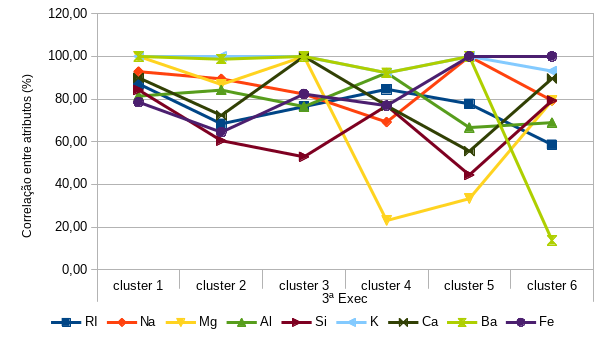 120,00
100,00
80,00
60,00
40,00
20,00
0,00
Correlação entre atributos (%)
cluster 1 cluster 2 cluster 3 cluster 4 cluster 5 cluster 6
3ª Exec
RI Na Mg Al Si K Ca Ba Fe